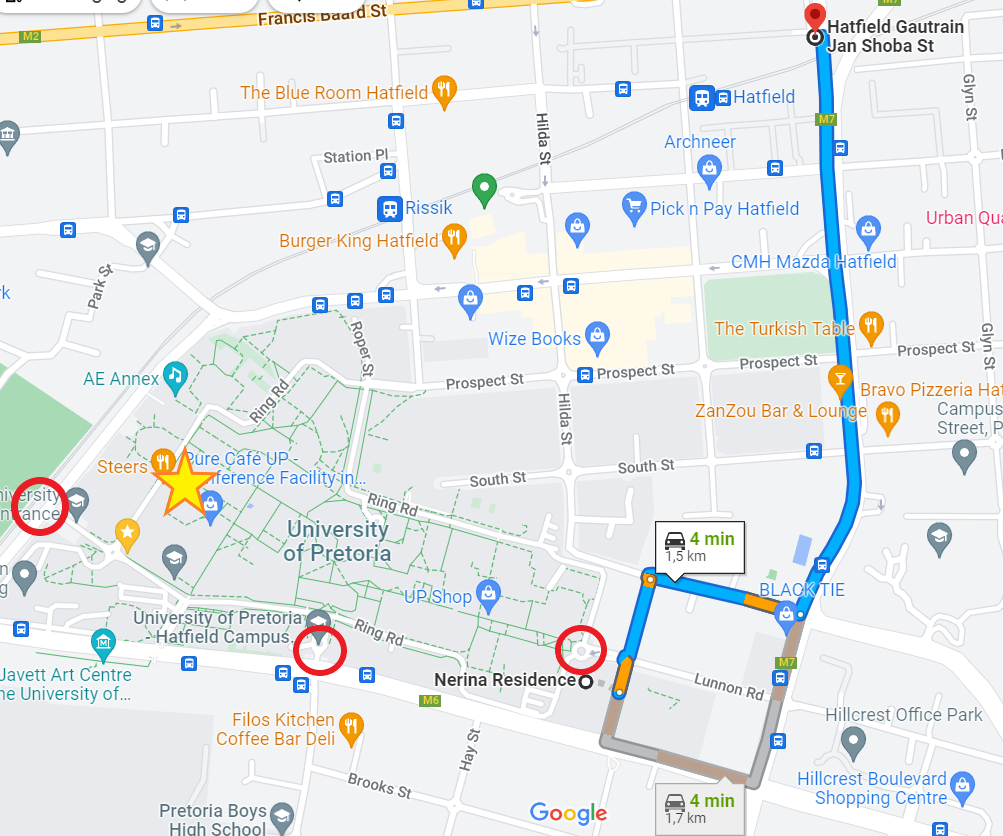 Francis Baard St
M2
M7
Hatfield Gautrain
Jan Shoba St
The Blue Room Hatfield
Hatfield
Glyn St
M7
Hilda St
Archneer
Station Pl
Rissik
Pick n Pay Hatfield
Urban Qua
Burger King Hatfield
CMH Mazda Hatfield
Park St
rk
The Turkish Table
Wize Books
Roper St
Glyn St
Prospect St
Prospect St
Prospect St
Prospect St
AE Annex
Ring Rd
Bravo Pizzeria Hat
ZanZou Bar & Lounge
Campus
Street, P
Hilda St
Steers
Pure Café UP -
nference Facility in...
South St
South St
niversity
ntrance
Ring Rd
University
of Pretoria
4 min
1,5 km
n
g
UP Shop
BLACK TIE
University of Pretoria
- Hatfield Campus...
Ring Rd
Javett Art Centre
he University of...
Nerina Residence
M7
Lunnon Rd
M6
Filos Kitchen
Coffee Bar Deli
Hay St
Hillcrest Office Park
Brooks St
Hillcrest Boulevard
Shopping Centre
4 min
1,7 km
Pretoria Boys
High School
Google